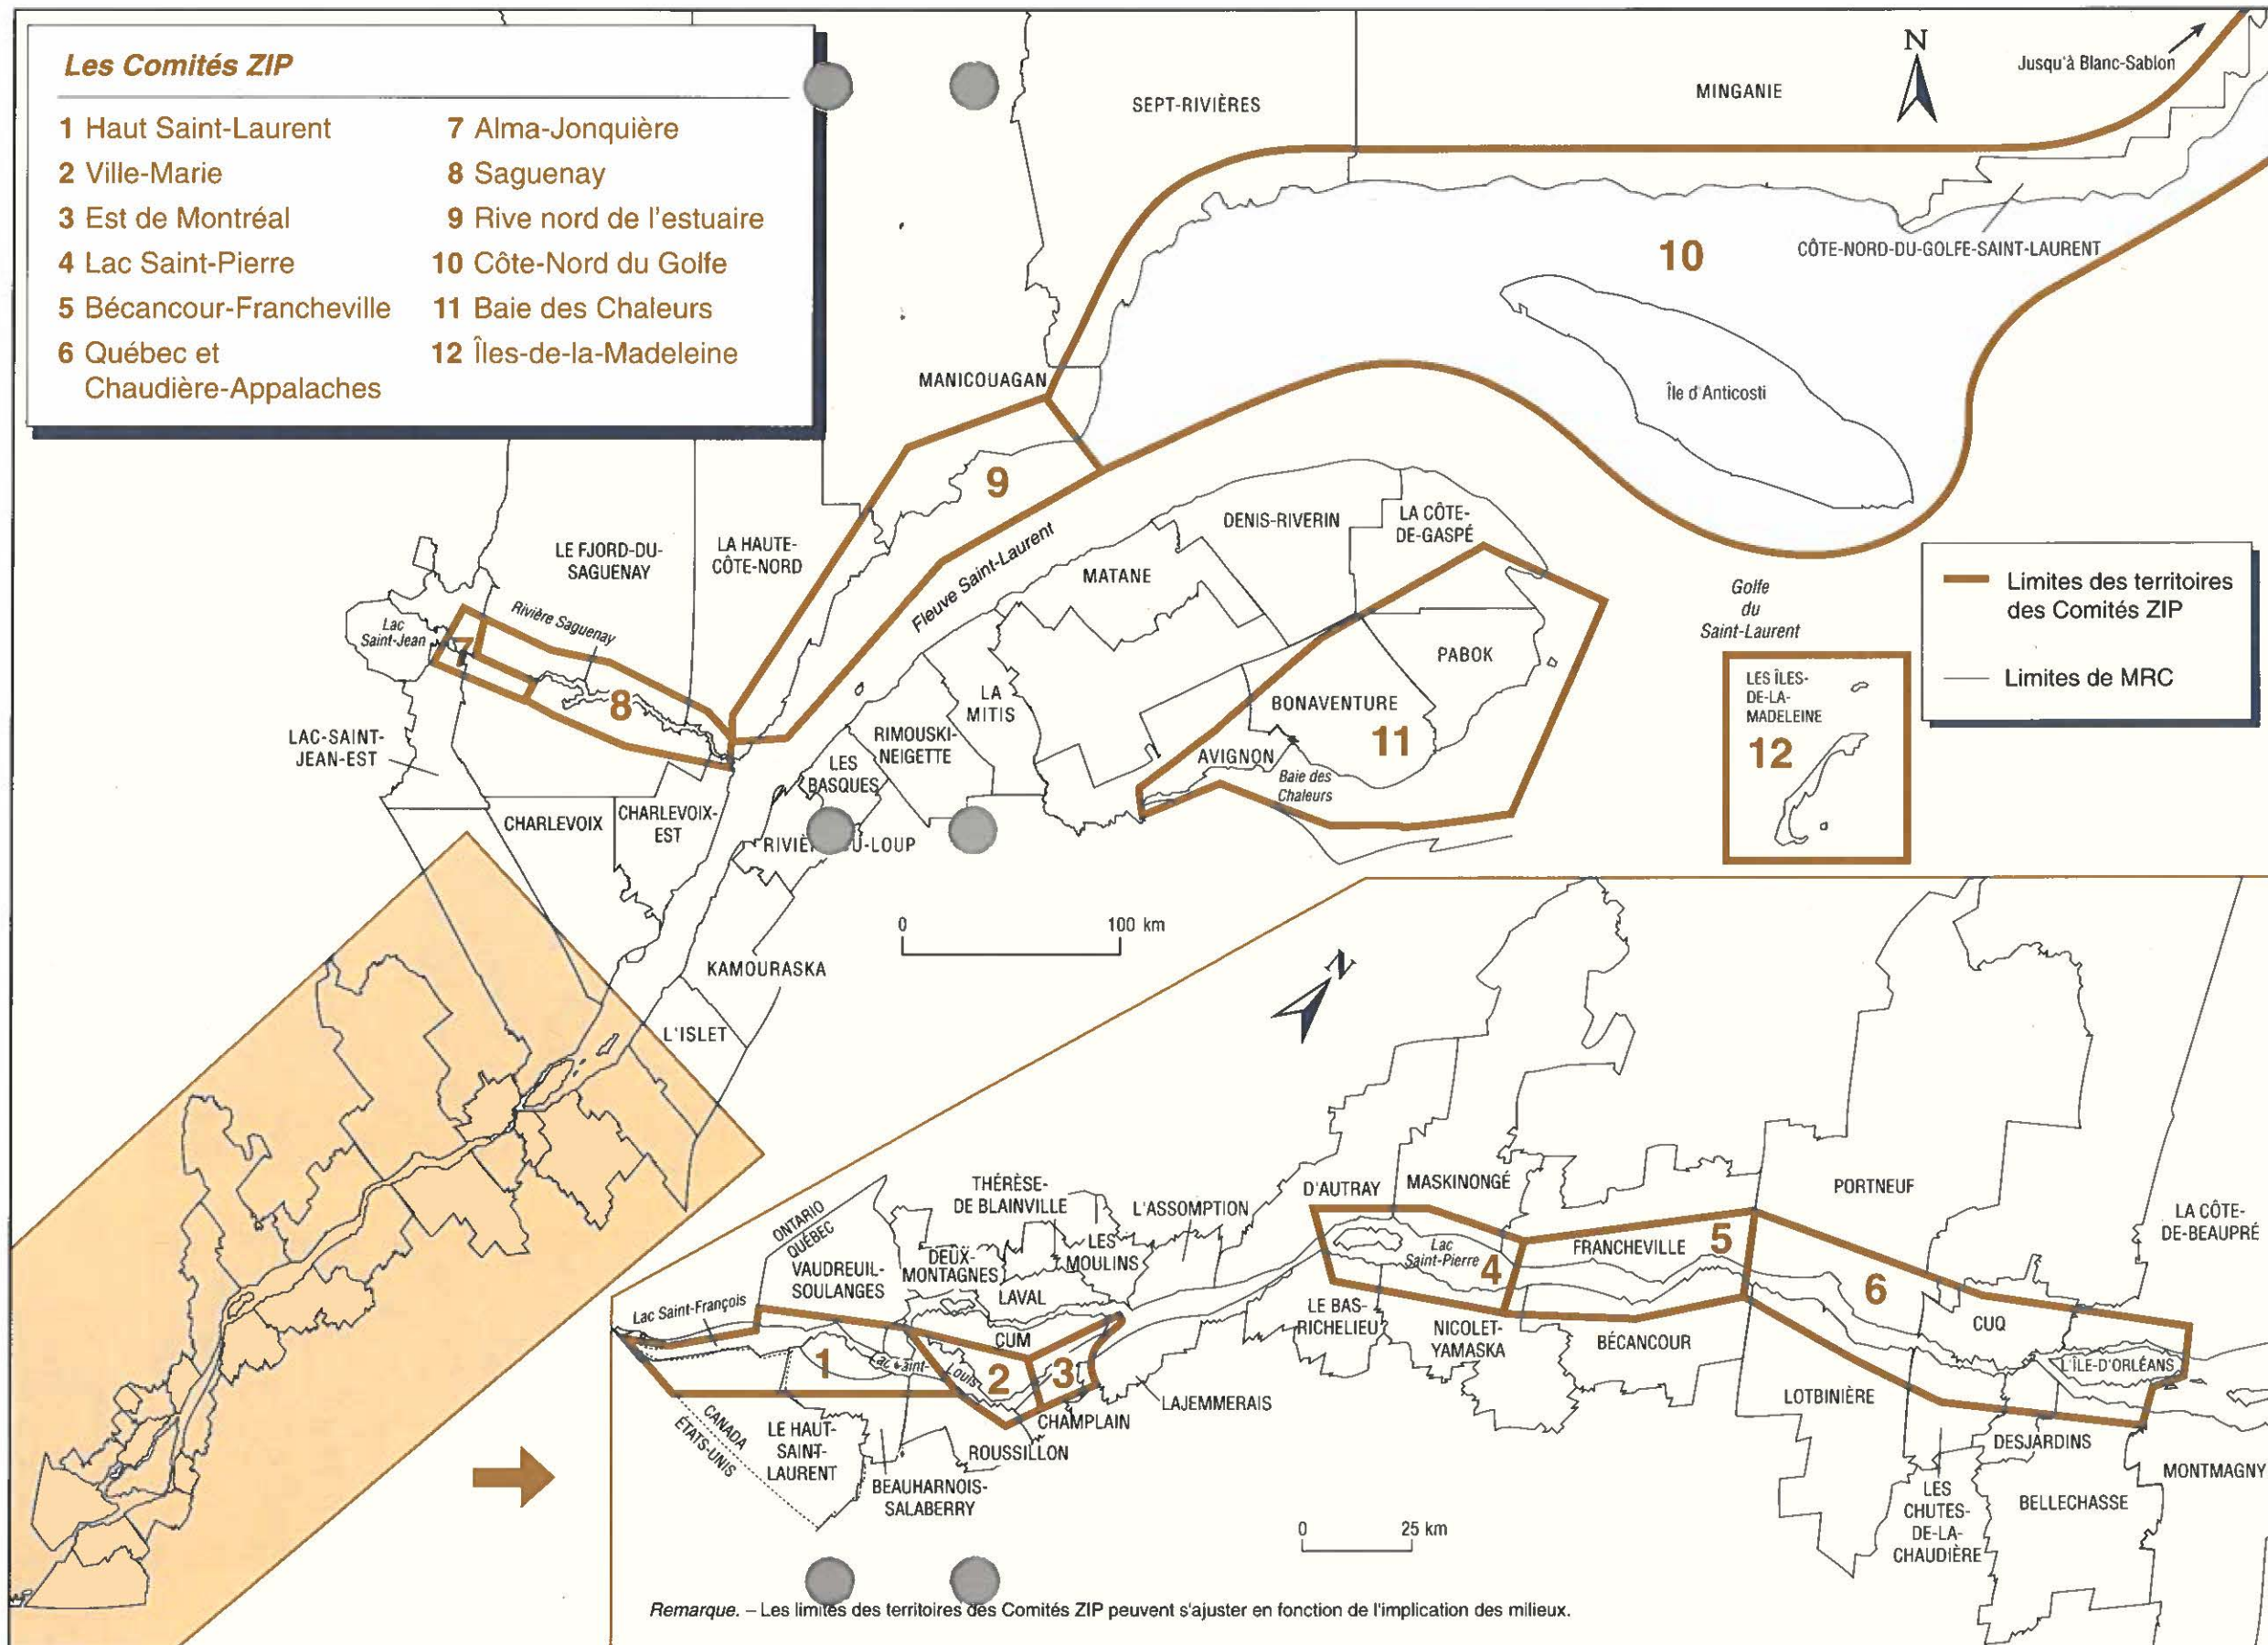 Les Comités ZIP
1 Haut Saint-Laurent
2 Ville-Marie
3 Est de Montréal
4 Lac Saint-Pierre
5 Bécancour-Francheville
6 Québec et
Chaudière-Appalaches
7 Alma-Jonquière
8 Saguenay
9 Rive nord de l'estuaire
10 Côte-Nord du Golfe
11 Baie des Chaleurs
12 Îles-de-la-Madeleine
N
Jusqu'à Blanc-Sablon
SEPT-RIVIÈRES
MINGANIE
10
CÔTE-NORD-DU-GOLFE-SAINT-LAURENT
MANICOUAGAN
Île d'Anticosti
9
LE FJORD-DU-
SAGUENAY
LA HAUTE-
CÔTE-NORD
Fleuve Saint-Laurent
DENIS-RIVERIN
LA CÔTE-
DE-GASPÉ
MATANE
Golfe
du
Saint-Laurent
Limites des territoires
des Comités ZIP
Limites de MRC
Lac
Saint-Jean
7
Rivière Saguenay
8
PABOK
LA
MITIS
BONAVENTURE
11
LES ÎLES-
DE-LA-
MADELEINE
12
LAC-SAINT-
JEAN-EST
RIMOUSKI-
NEIGETTE
LES
BASQUES
AVIGNON
Baie des
Chaleurs
CHARLEVOIX
CHARLEVOIX-
EST
RIVIÈ U-LOUP
0 100 km
KAMOURASKA
L'ISLET
N
ONTARIO
QUÉBEC
THÉRÈSE-
DE BLAINVILLE
L'ASSOMPTION
D'AUTRAY
MASKINONGÉ
PORTNEUF
LA CÔTE-
DE-BEAUPRÉ
VAUDREUIL-
SOULANGES
DEUX-
MONTAGNES
LES
MOULINS
LAVAL
Lac
Saint-Pierre
4
FRANCHEVILLE
5
6
Lac Saint-François
CUM
LE BAS-
RICHELIEU
NICOLET-
YAMASKA
BÉCANCOUR
CUQ
L'ÎLE-D'ORLÉANS
1
Lac Saint-
Louis
2
3
LAJEMMERAIS
CHAMPLAIN
LOTBINIÈRE
CANADA
ÉTATS-UNIS
LE HAUT-
SAINT-
LAURENT
ROUSSILLON
BEAUHARNOIS-
SALABERRY
DESJARDINS
MONTMAGNY
LES
CHUTES-
DE-LA-
CHAUDIÈRE
BELLECHASSE
0 25 km
Remarque. – Les limites des territoires des Comités ZIP peuvent s'ajuster en fonction de l'implication des milieux.